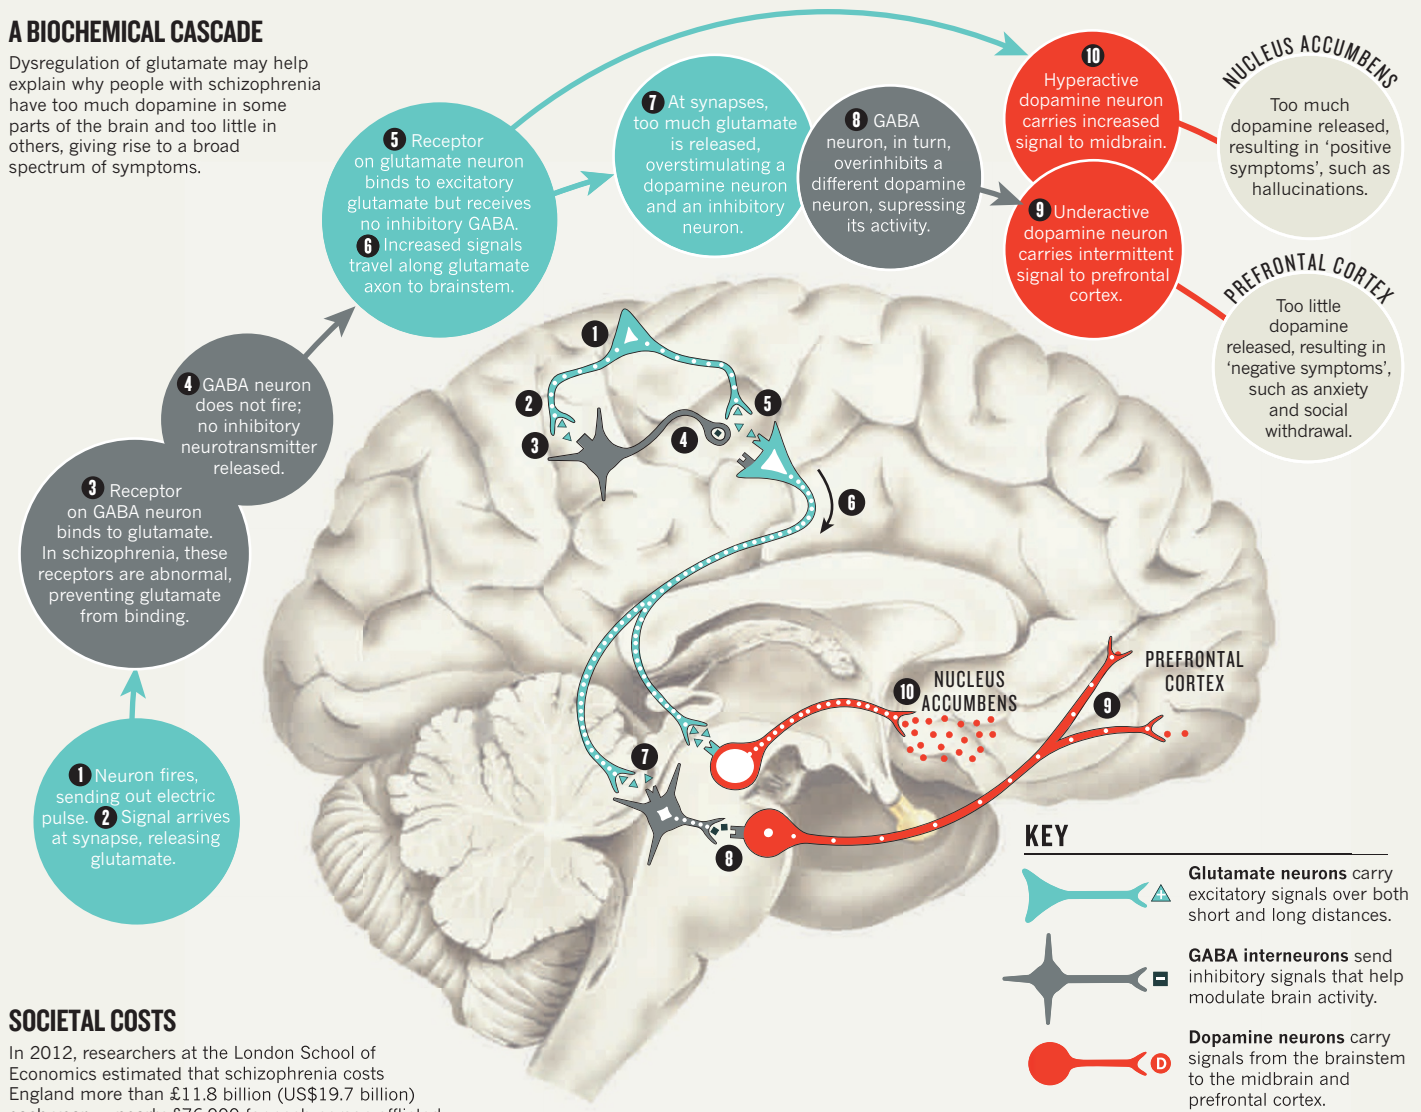 A BIOCHEMICAL CASCADE
Dysregulation of glutamate may help
explain why people with schizophrenia
have too much dopamine in some
parts of the brain and too little in
others, giving rise to a broad
spectrum of symptoms.
1 Neuron fires,
sending out electric
pulse. 2 Signal arrives
at synapse, releasing
glutamate.
3 Receptor
on GABA neuron
binds to glutamate.
In schizophrenia, these
receptors are abnormal,
preventing glutamate
from binding.
4 GABA neuron
does not fire;
no inhibitory
neurotransmitter
released.
5 Receptor
on glutamate neuron
binds to excitatory
glutamate but receives
no inhibitory GABA.
6 Increased signals
travel along glutamate
axon to brainstem.
7 At synapses,
too much glutamate
is released,
overstimulating a
dopamine neuron
and an inhibitory
neuron.
8 GABA
neuron, in turn,
overinhibits a
different dopamine
neuron, supressing
its activity.
10
Hyperactive
dopamine neuron
carries increased
signal to midbrain.
9 Underactive
dopamine neuron
carries intermittent
signal to prefrontal
cortex.
NUCLEUS ACCUMBENS
Too much
dopamine released,
resulting in ‘positive
symptoms’, such as
hallucinations.
PREFRONTAL CORTEX
Too little
dopamine
released, resulting in
‘negative symptoms’,
such as anxiety
and social
withdrawal.
1
2
3
4
5
6
7
8
9
10
NUCLEUS
ACCUMBENS
PREFRONTAL
CORTEX
KEY
Glutamate neurons carry
excitatory signals over both
short and long distances.
+
GABA interneurons send
inhibitory signals that help
modulate brain activity.
−
Dopamine neurons carry
signals from the brainstem
to the midbrain and
prefrontal cortex.
D
SOCIETAL COSTS
In 2012, researchers at the London School of
Economics estimated that schizophrenia costs
England more than £11.8 billion (US$19.7 billion)